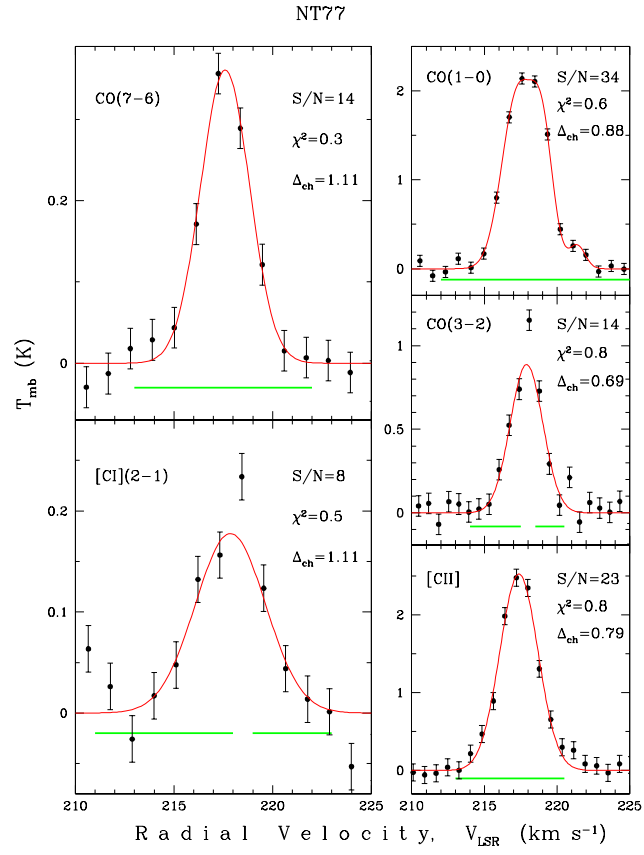 NT77
CO(7−6)
S/N=14
χ²=0.3
Δch=1.11
0.2
0
CO(1−0)
S/N=34
χ²=0.6
Δch=0.88
2
1
0
CO(3−2)
S/N=14
χ²=0.8
Δch=0.69
1
0.5
0
[CI](2−1)
S/N=8
χ²=0.5
Δch=1.11
0.2
0.1
0
[CII]
S/N=23
χ²=0.8
Δch=0.79
2
1
0
Tmb (K)
210 215 220 225
210 215 220 225
Radial Velocity, VLSR (km s⁻¹)